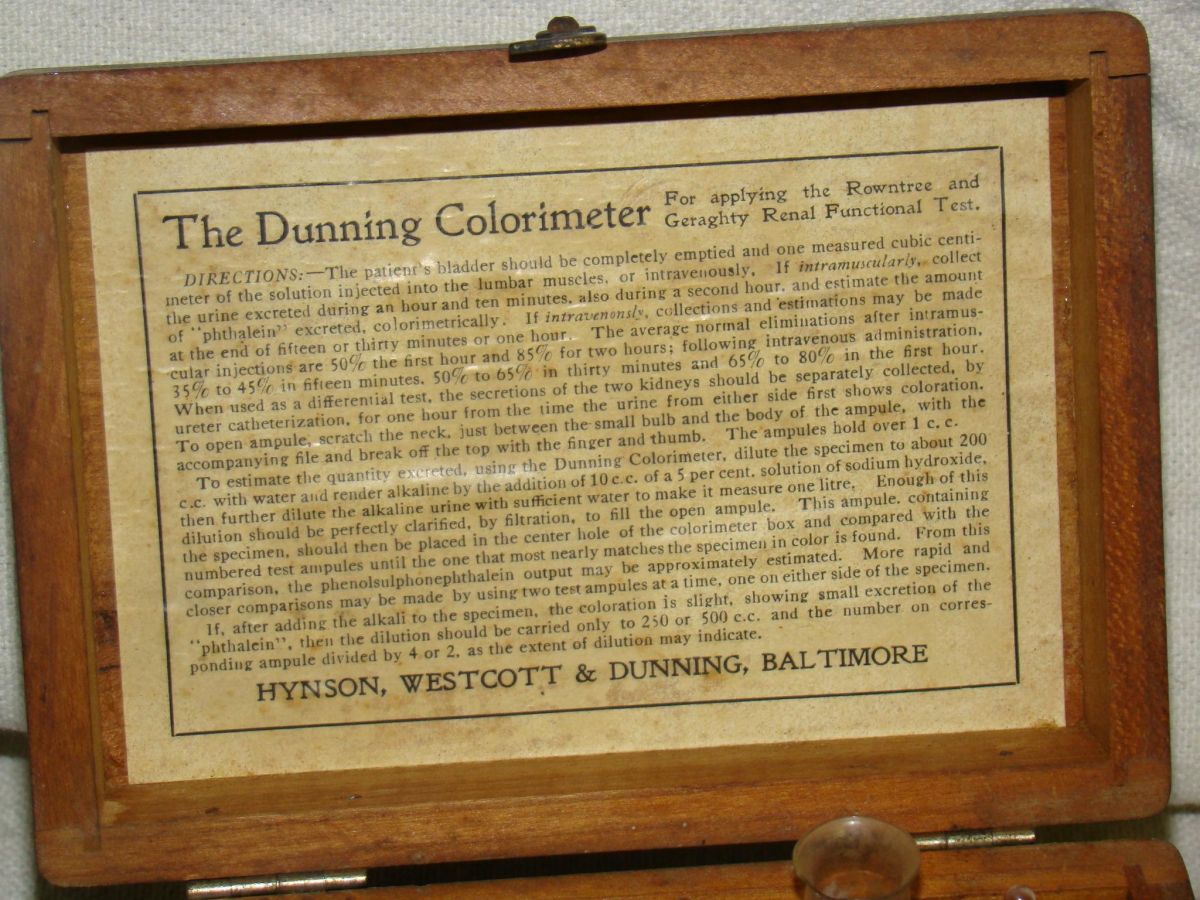 The Dunning Colorimeter For applying the Rowntree and
Geraghty Renal Functional Test.
DIRECTIONS:—The patient's bladder should be completely emptied and one measured cubic centi-
meter of the solution injected into the lumbar muscles, or intravenously. If intramuscularly, collect
the urine excreted during an hour and ten minutes, also during a second hour, and estimate the amount
of "phthalein" excreted, colorimetrically. If intravenonsly, collections and estimations may be made
at the end of fifteen or thirty minutes or one hour. The average normal eliminations after intramus-
cular injections are 50% the first hour and 85% for two hours; following intravenous administration,
35% to 45% in fifteen minutes, 50% to 65% in thirty minutes and 65% to 80% in the first hour.
When used as a differential test, the secretions of the two kidneys should be separately collected, by
ureter catheterization, for one hour from the time the urine from either side first shows coloration.
To open ampule, scratch the neck, just between the small bulb and the body of the ampule, with the
accompanying file and break off the top with the finger and thumb. The ampules hold over 1 c. c.
To estimate the quantity excreted, using the Dunning Colorimeter, dilute the specimen to about 200
c.c. with water and render alkaline by the addition of 10 c.c. of a 5 per cent. solution of sodium hydroxide,
then further dilute the alkaline urine with sufficient water to make it measure one litre. Enough of this
dilution should be perfectly clarified, by filtration, to fill the open ampule. This ampule, containing
the specimen, should then be placed in the center hole of the colorimeter box and compared with the
numbered test ampules until the one that most nearly matches the specimen in color is found. From this
comparison, the phenolsulphonephthalein output may be approximately estimated. More rapid and
closer comparisons may be made by using two test ampules at a time, one on either side of the specimen.
If, after adding the alkali to the specimen, the coloration is slight, showing small excretion of the
"phthalein", then the dilution should be carried only to 250 or 500 c.c. and the number on corres-
ponding ampule divided by 4 or 2, as the extent of dilution may indicate.
HYNSON, WESTCOTT & DUNNING, BALTIMORE